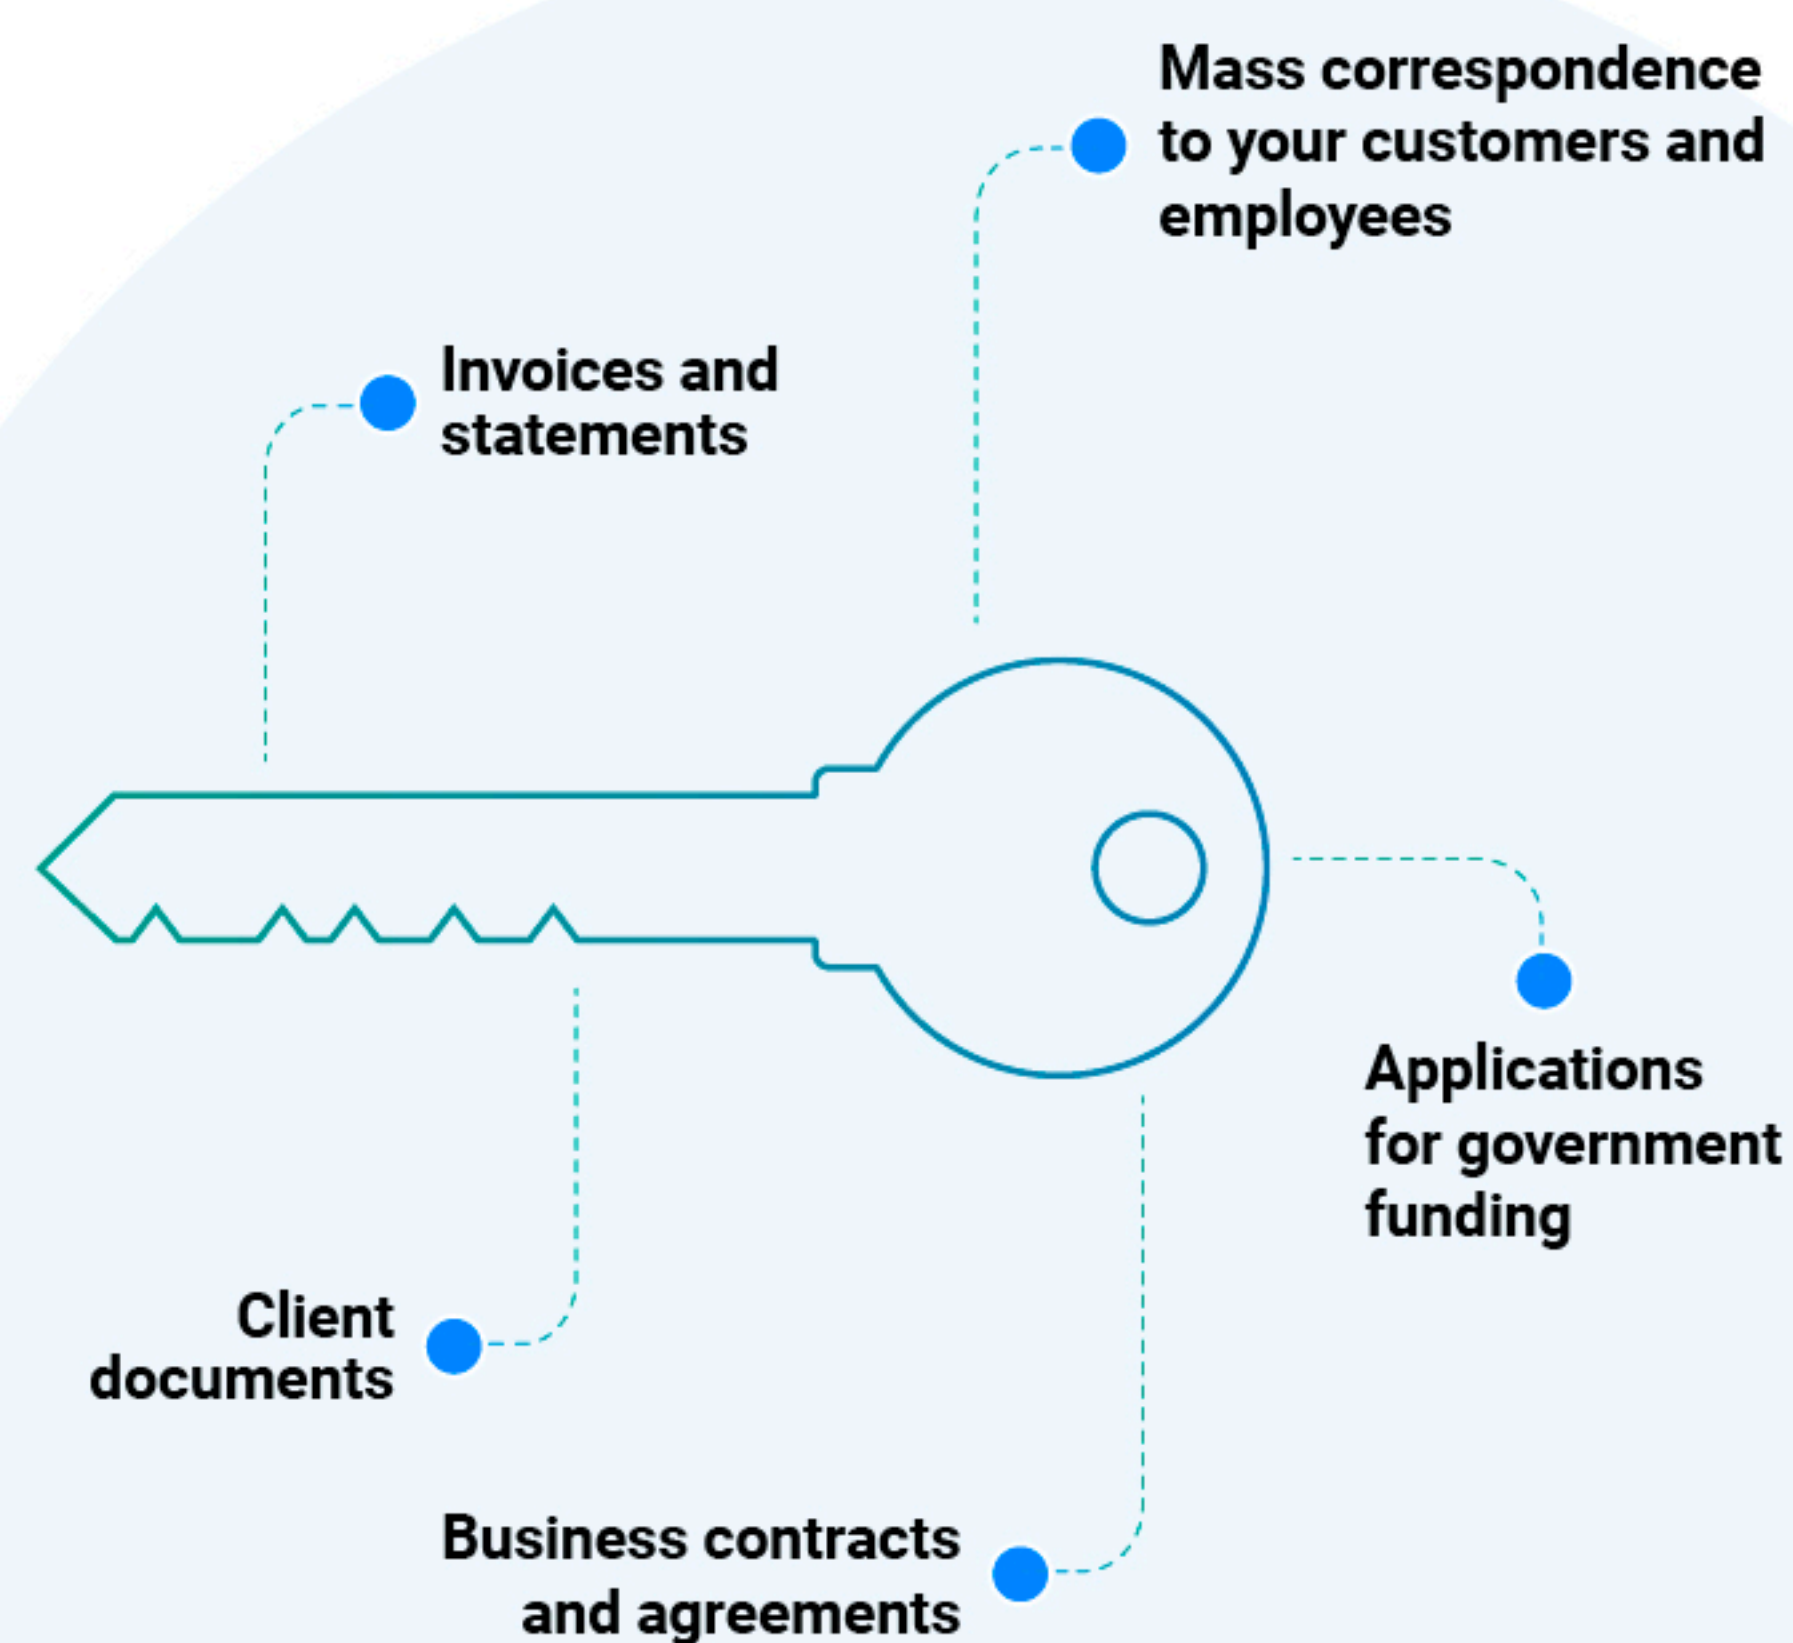 Mass correspondence
to your customers and
employees
Invoices and
statements
Applications
for government
funding
Client
documents
Business contracts
and agreements